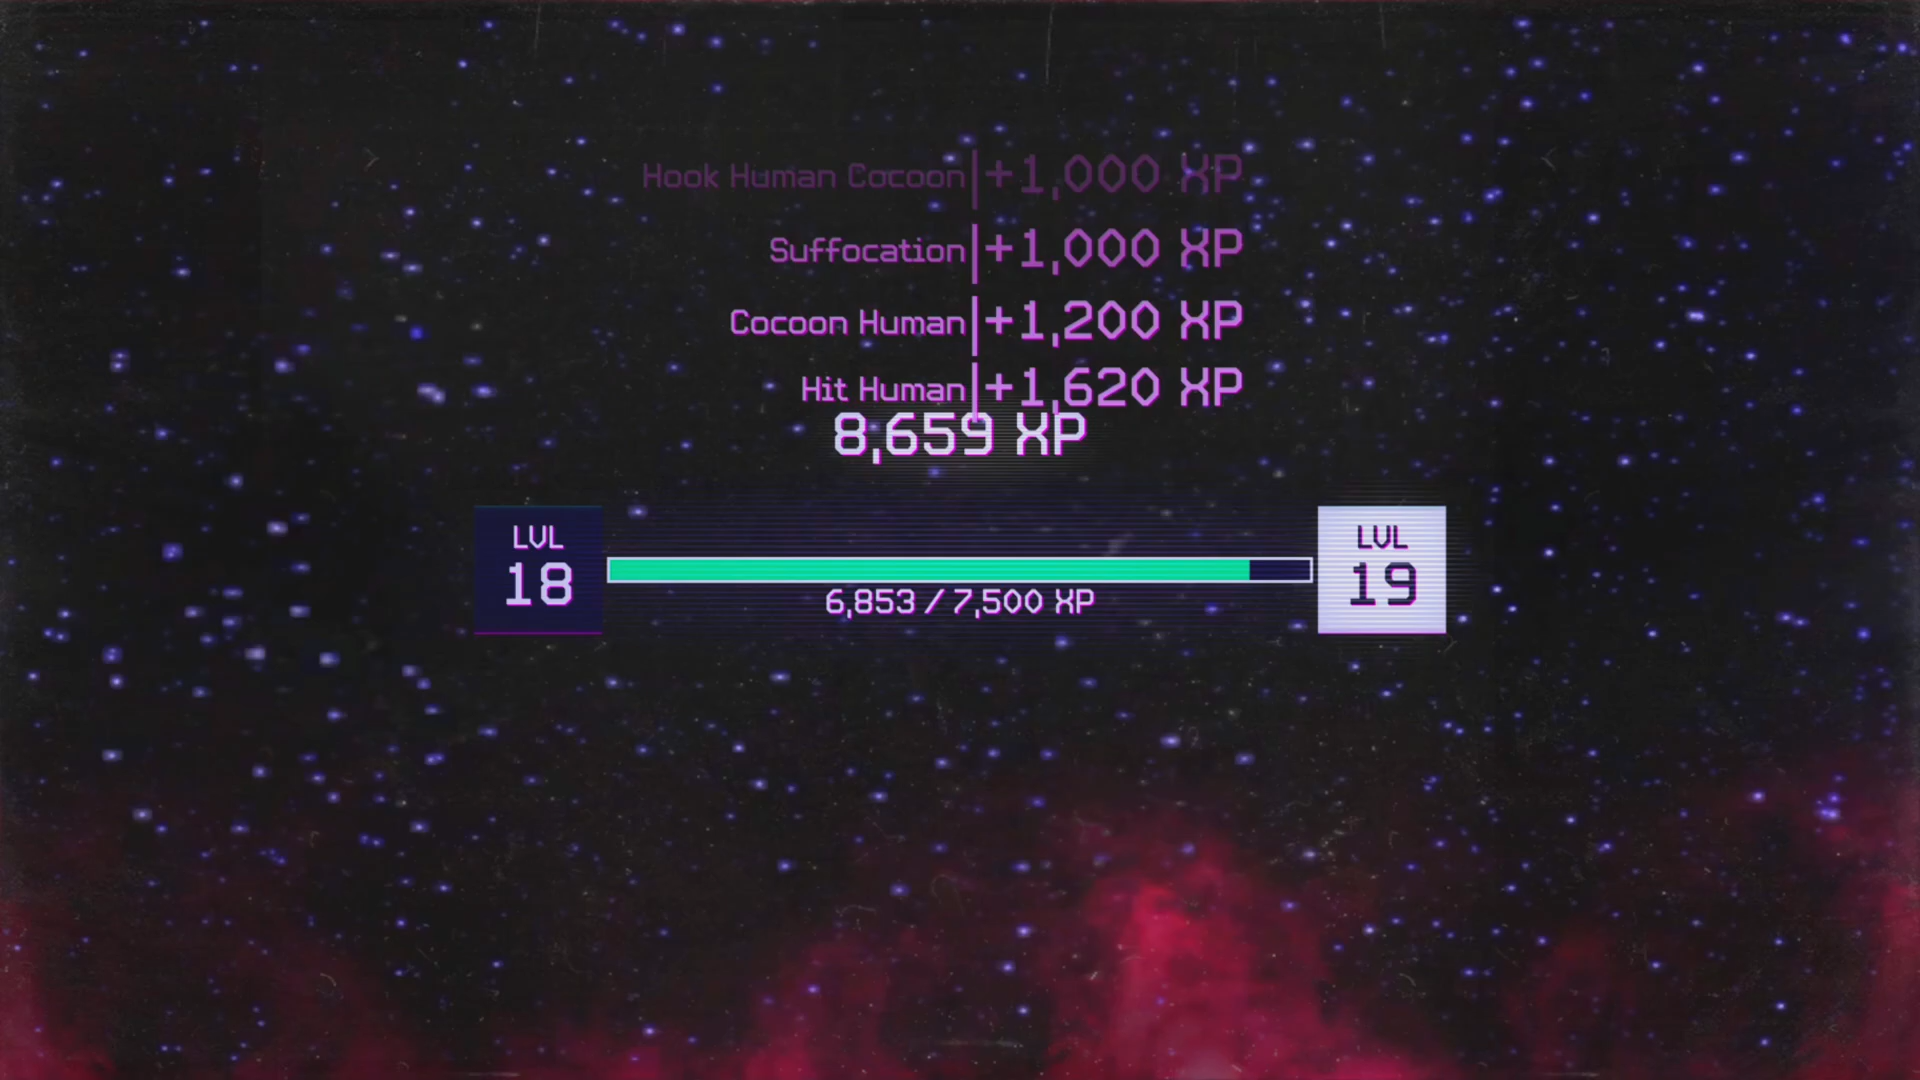 Hook Human Cocoon +1,000 XP
Suffocation +1,000 XP
Cocoon Human +1,200 XP
Hit Human +1,620 XP
8,659 XP
LVL
18
6,853 / 7,500 XP
LVL
19